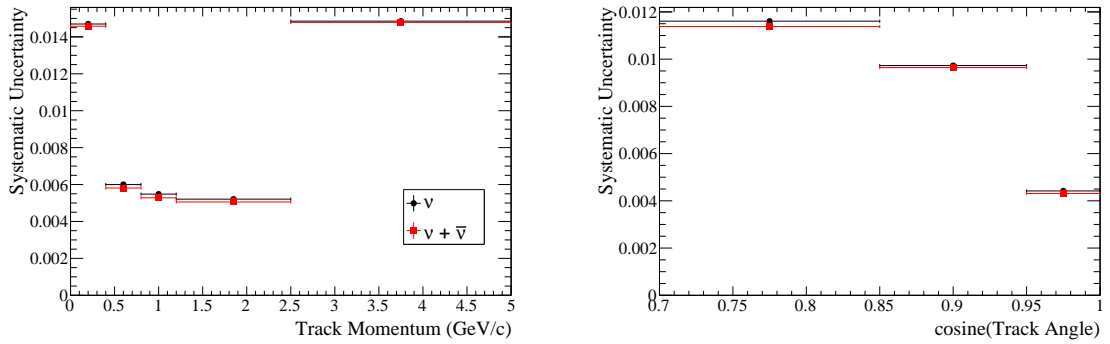 Systematic Uncertainty
0.014
0.012
0.01
0.008
0.006
0.004
0.002
0
ν
ν + ν̅
0 0.5 1 1.5 2 2.5 3 3.5 4 4.5 5
Track Momentum (GeV/c)
Systematic Uncertainty
0.012
0.01
0.008
0.006
0.004
0.002
0
0.7 0.75 0.8 0.85 0.9 0.95 1
cosine(Track Angle)